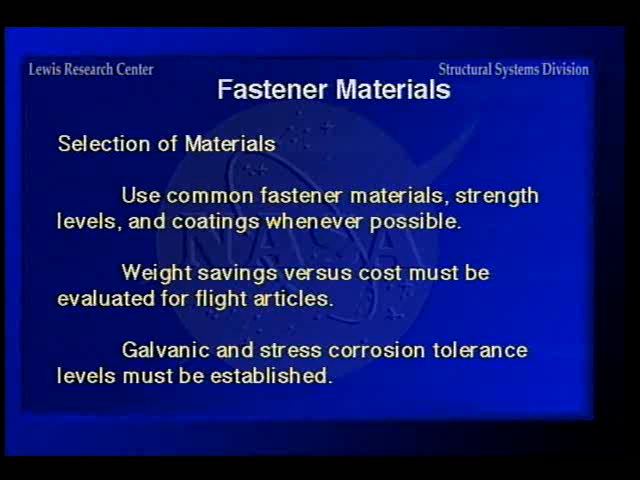 Lewis Research Center
Structural Systems Division
Fastener Materials
Selection of Materials
Use common fastener materials, strength
levels, and coatings whenever possible.
Weight savings versus cost must be
evaluated for flight articles.
Galvanic and stress corrosion tolerance
levels must be established.
NASA